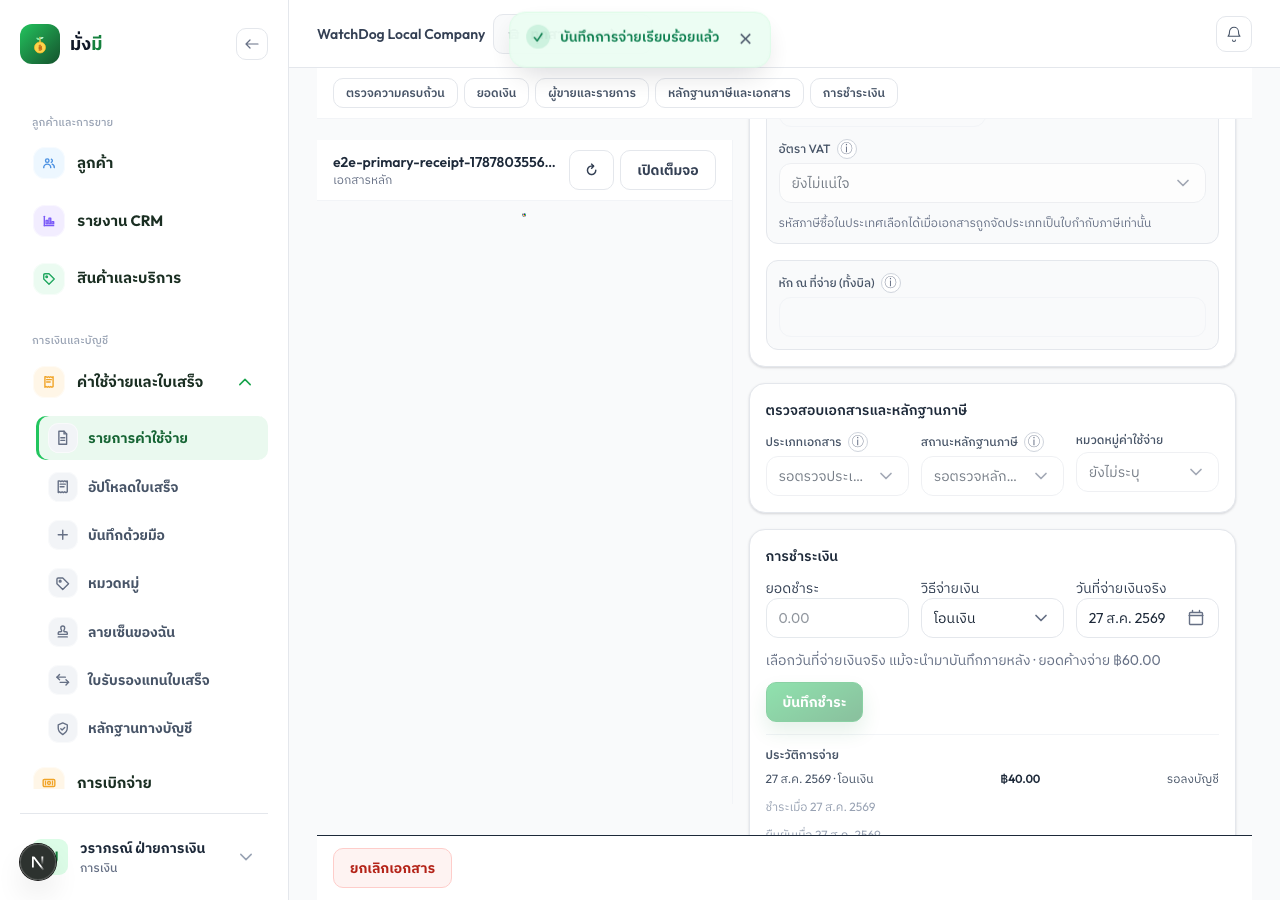 มั่งมี
ลูกค้าและการขาย
ลูกค้า
รายงาน CRM
สินค้าและบริการ
การเงินและบัญชี
ค่าใช้จ่ายและใบเสร็จ
รายการค่าใช้จ่าย
อัปโหลดใบเสร็จ
บันทึกด้วยมือ
หมวดหมู่
ลายเซ็นของฉัน
ใบรับรองแทนใบเสร็จ
หลักฐานทางบัญชี
การเบิกจ่าย
วราภรณ์ ฝ่ายการเงิน
การเงิน
N
WatchDog Local Company
บันทึกการจ่ายเรียบร้อยแล้ว
ตรวจความครบถ้วน
ยอดเงิน
ผู้ขายและรายการ
หลักฐานภาษีและเอกสาร
การชำระเงิน
e2e-primary-receipt-1787803556...
เอกสารหลัก
เปิดเต็มจอ
อัตรา VAT
ยังไม่แน่ใจ
รหัสภาษีซื้อในประเทศเลือกได้เมื่อเอกสารถูกจัดประเภทเป็นใบกำกับภาษีเท่านั้น
หัก ณ ที่จ่าย (ทั้งบิล)
ตรวจสอบเอกสารและหลักฐานภาษี
ประเภทเอกสาร
สถานะหลักฐานภาษี
หมวดหมู่ค่าใช้จ่าย
รอตรวจประเ...
รอตรวจหลัก...
ยังไม่ระบุ
การชำระเงิน
ยอดชำระ
วิธีจ่ายเงิน
วันที่จ่ายเงินจริง
0.00
โอนเงิน
27 ส.ค. 2569
เลือกวันที่จ่ายเงินจริง แม้จะนำมาบันทึกภายหลัง · ยอดค้างจ่าย ฿60.00
บันทึกชำระ
ประวัติการจ่าย
27 ส.ค. 2569 · โอนเงิน
฿40.00
รอลงบัญชี
ชำระเมื่อ 27 ส.ค. 2569
ยืนยันเมื่อ 27 ส.ค. 2569
ยกเลิกเอกสาร